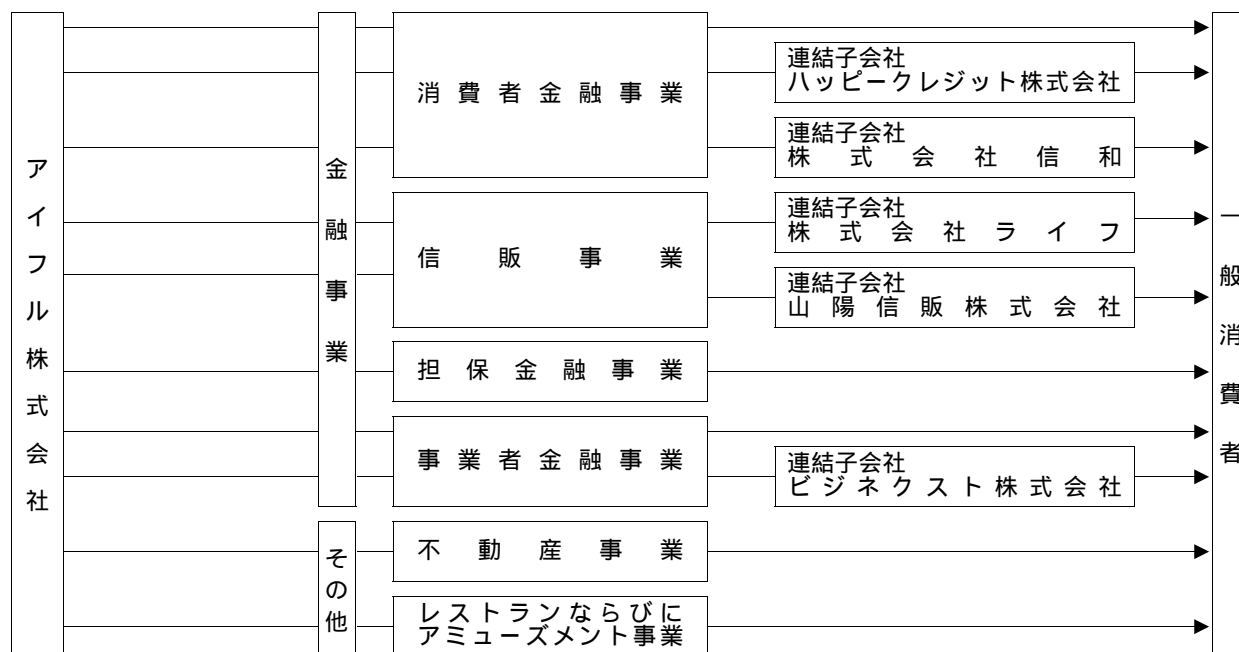 アイフル株式会社
金融事業
消費者金融事業
連結子会社
ハッピークレジット株式会社
連結子会社
株式会社信和
信販事業
連結子会社
株式会社ライフ
連結子会社
山陽信販株式会社
担保金融事業
事業者金融事業
連結子会社
ビジネクスト株式会社
その他
不動産事業
レストランならびに
アミューズメント事業
一般消費者